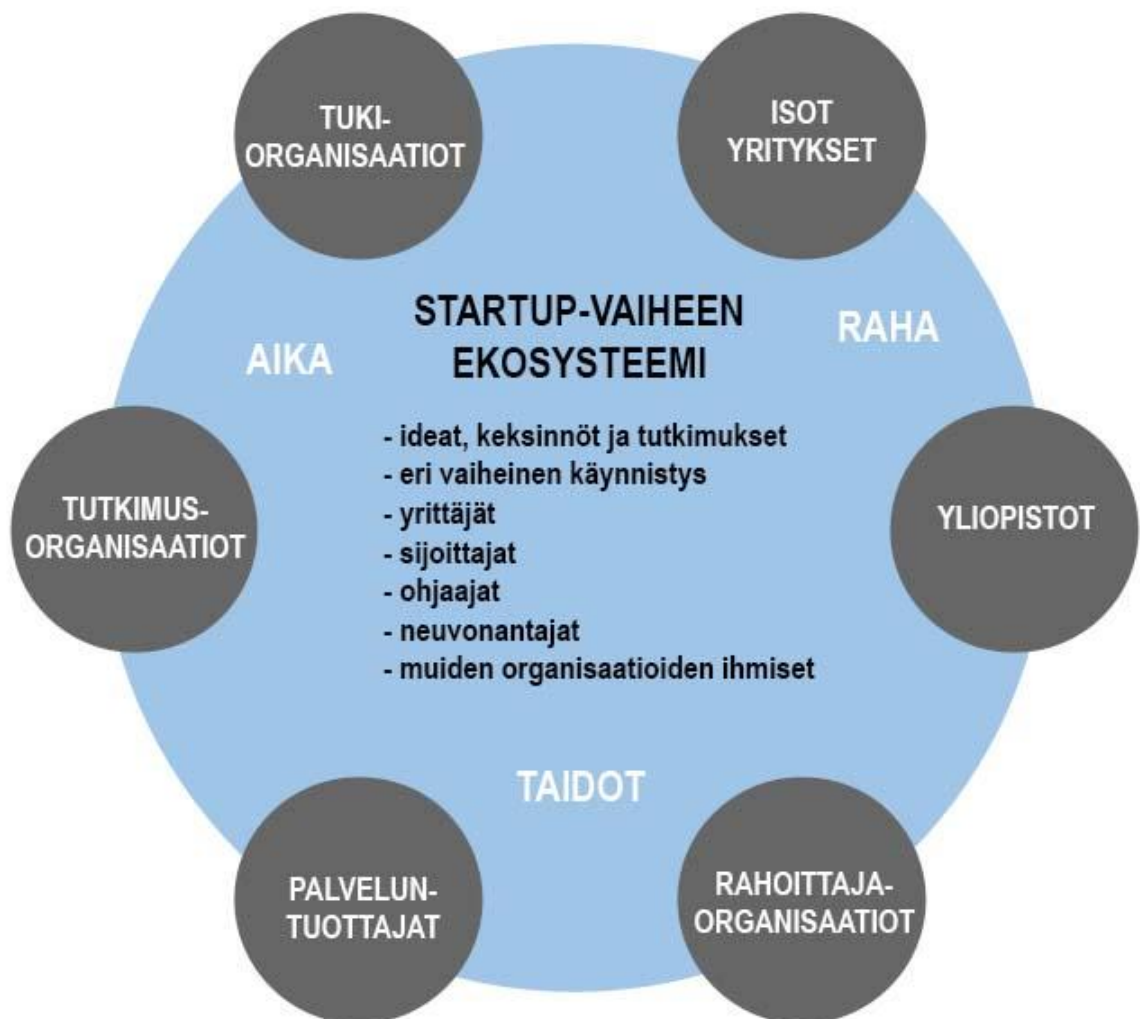 TUKI-
ORGANISAATIOT
ISOT
YRITYKSET
STARTUP-VAIHEEN
EKOSYSTEEMI
AIKA
RAHA
- ideat, keksinnöt ja tutkimukset
- eri vaiheinen käynnistys
- yrittäjät
- sijoittajat
- ohjaajat
- neuvonantajat
- muiden organisaatioiden ihmiset
TUTKIMUS-
ORGANISAATIOT
YLIOPISTOT
TAIDOT
PALVELUN-
TUOTTAJAT
RAHOITTAJA-
ORGANISAATIOT